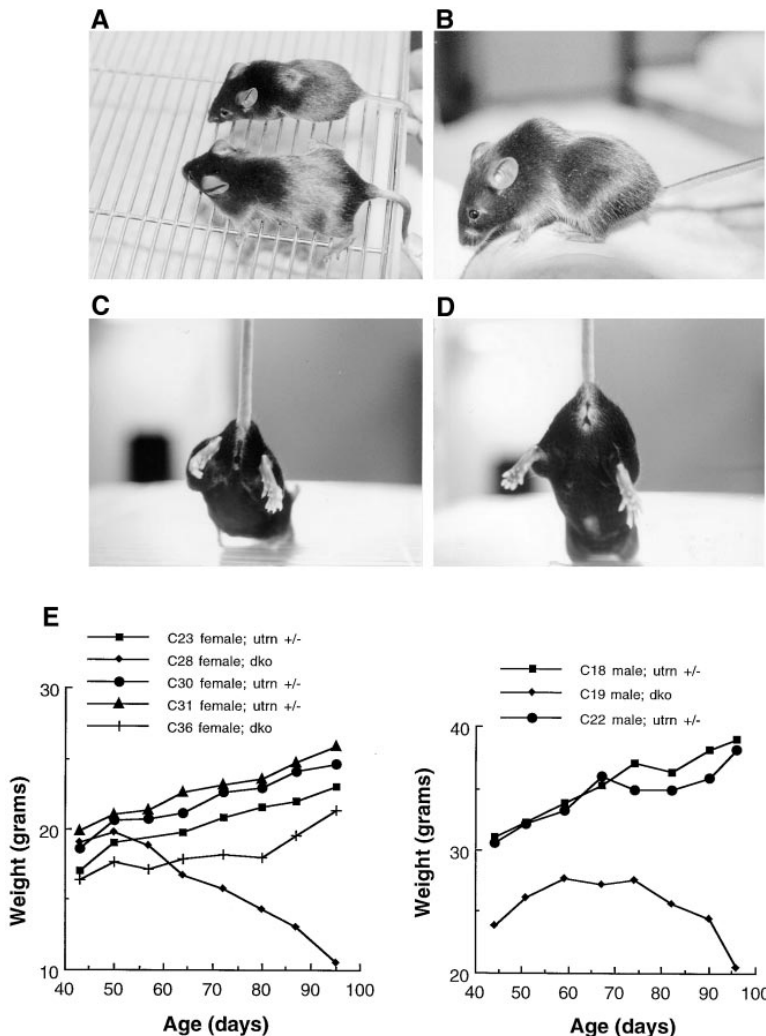 A
B
C
D
E
C23 female; utrn +/-
C28 female; dko
C30 female; utrn +/-
C31 female; utrn +/-
C36 female; dko
30
20
10
Weight (grams)
40 50 60 70 80 90 100
Age (days)
C18 male; utrn +/-
C19 male; dko
C22 male; utrn +/-
40
30
20
Weight (grams)
40 50 60 70 80 90 100
Age (days)